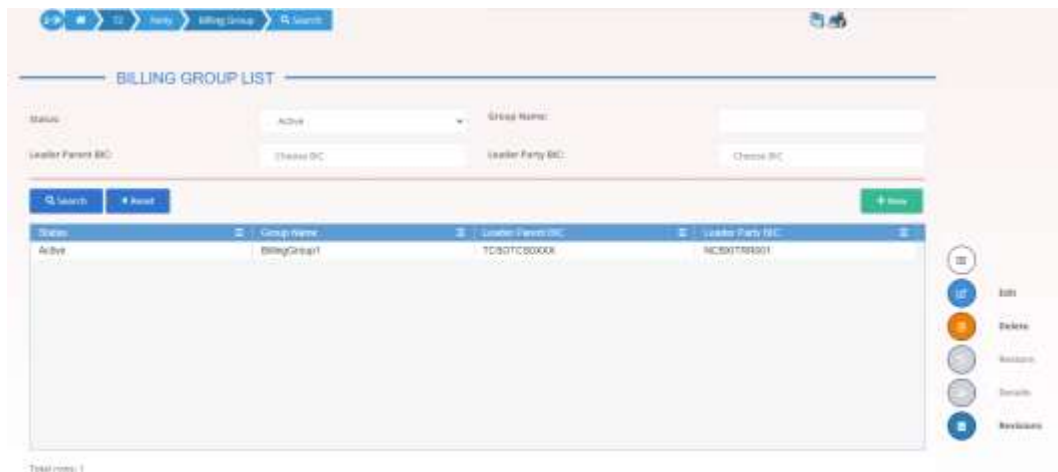 T2 Party Billing Group Search
BILLING GROUP LIST
Status: Active Group Name:
Leader Parent BIC: Choose BIC Leader Party BIC: Choose BIC
Search Reset New
Status Group Name Leader Parent BIC Leader Party BIC
Active BillingGroup1
Edit
Delete
Restore
Details
Revisions
Total rows: 1